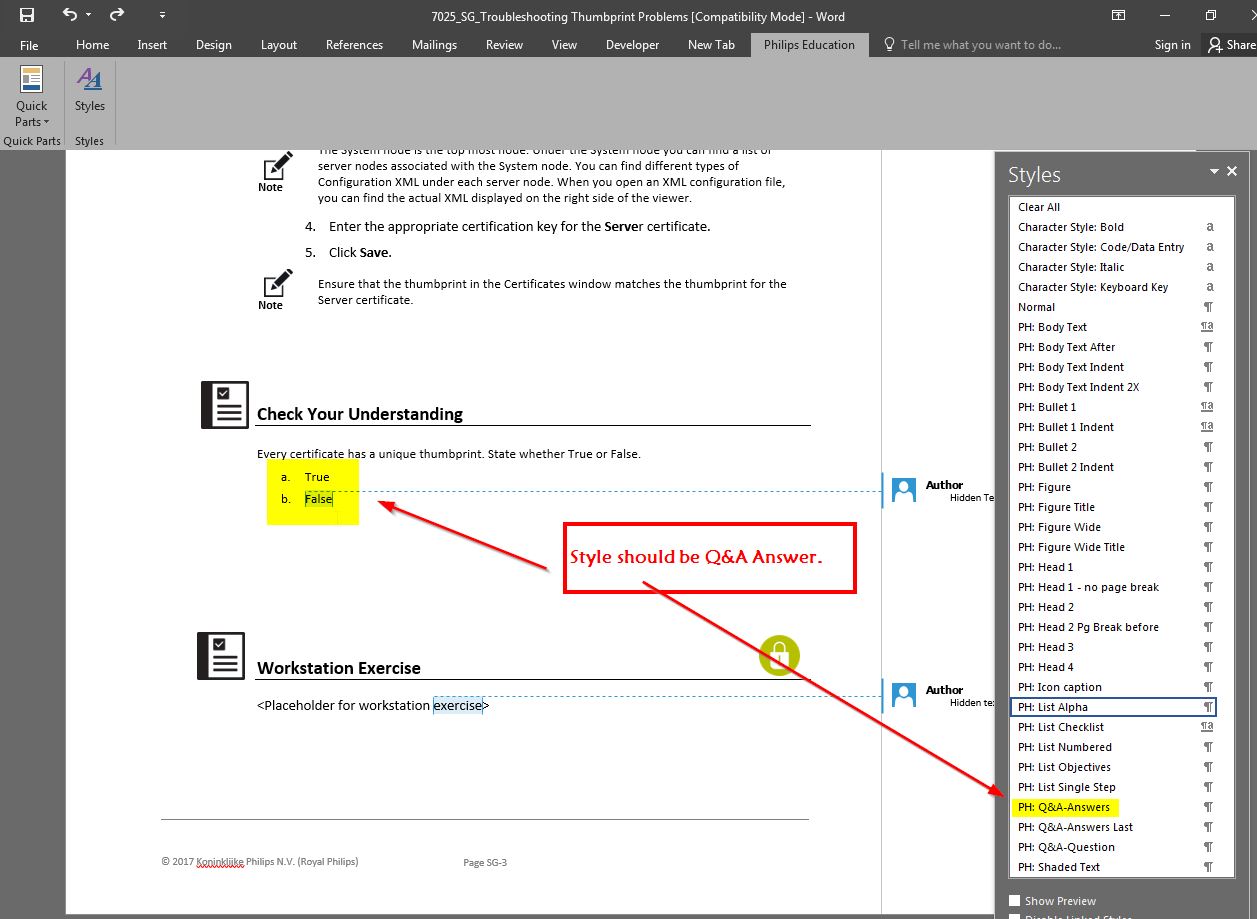 7025_SG_Troubleshooting Thumbprint Problems [Compatibility Mode] - Word
File Home Insert Design Layout References Mailings Review View Developer New Tab Philips Education Tell me what you want to do... Sign in Share
Quick Parts
Styles
Quick Parts Styles
The System node is the top most node. Under the System node you can find a list of
server nodes associated with the System node. You can find different types of
Configuration XML under each server node. When you open an XML configuration file,
you can find the actual XML displayed on the right side of the viewer.
Note
4. Enter the appropriate certification key for the Server certificate.
5. Click Save.
Ensure that the thumbprint in the Certificates window matches the thumbprint for the
Server certificate.
Note
Check Your Understanding
Every certificate has a unique thumbprint. State whether True or False.
a. True
b. False
Author
Hidden Te
Style should be Q&A Answer.
Workstation Exercise
<Placeholder for workstation exercise>
Author
Hidden te
© 2017 Koninklijke Philips N.V. (Royal Philips) Page SG-3
Styles
Clear All
Character Style: Bold a
Character Style: Code/Data Entry a
Character Style: Italic a
Character Style: Keyboard Key a
Normal ¶
PH: Body Text ¶a
PH: Body Text After ¶
PH: Body Text Indent ¶
PH: Body Text Indent 2X ¶
PH: Bullet 1 ¶a
PH: Bullet 1 Indent ¶a
PH: Bullet 2 ¶
PH: Bullet 2 Indent ¶
PH: Figure ¶
PH: Figure Title ¶
PH: Figure Wide ¶
PH: Figure Wide Title ¶
PH: Head 1 ¶
PH: Head 1 - no page break ¶
PH: Head 2 ¶
PH: Head 2 Pg Break before ¶
PH: Head 3 ¶
PH: Head 4 ¶
PH: Icon caption ¶
PH: List Alpha ¶
PH: List Checklist ¶a
PH: List Numbered ¶
PH: List Objectives ¶
PH: List Single Step ¶
PH: Q&A-Answers ¶
PH: Q&A-Answers Last ¶
PH: Q&A-Question ¶
PH: Shaded Text ¶
Show Preview
Disable Linked Styles